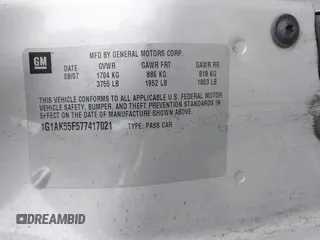 GM
MFD BY GENERAL MOTORS CORP.
DATE GVWR GAWR FRT GAWR RR
08/07 1704 KG 886 KG 818 KG
3755 LB 1952 LB 1803 LB
THIS VEHICLE CONFORMS TO ALL APPLICABLE U.S. FEDERAL MOTOR
VEHICLE SAFETY, BUMPER, AND THEFT PREVENTION STANDARDS IN
EFFECT ON THE DATE OF MANUFACTURE SHOWN ABOVE.
1G1AK55F577417021 TYPE: PASS CAR
DREAMBID